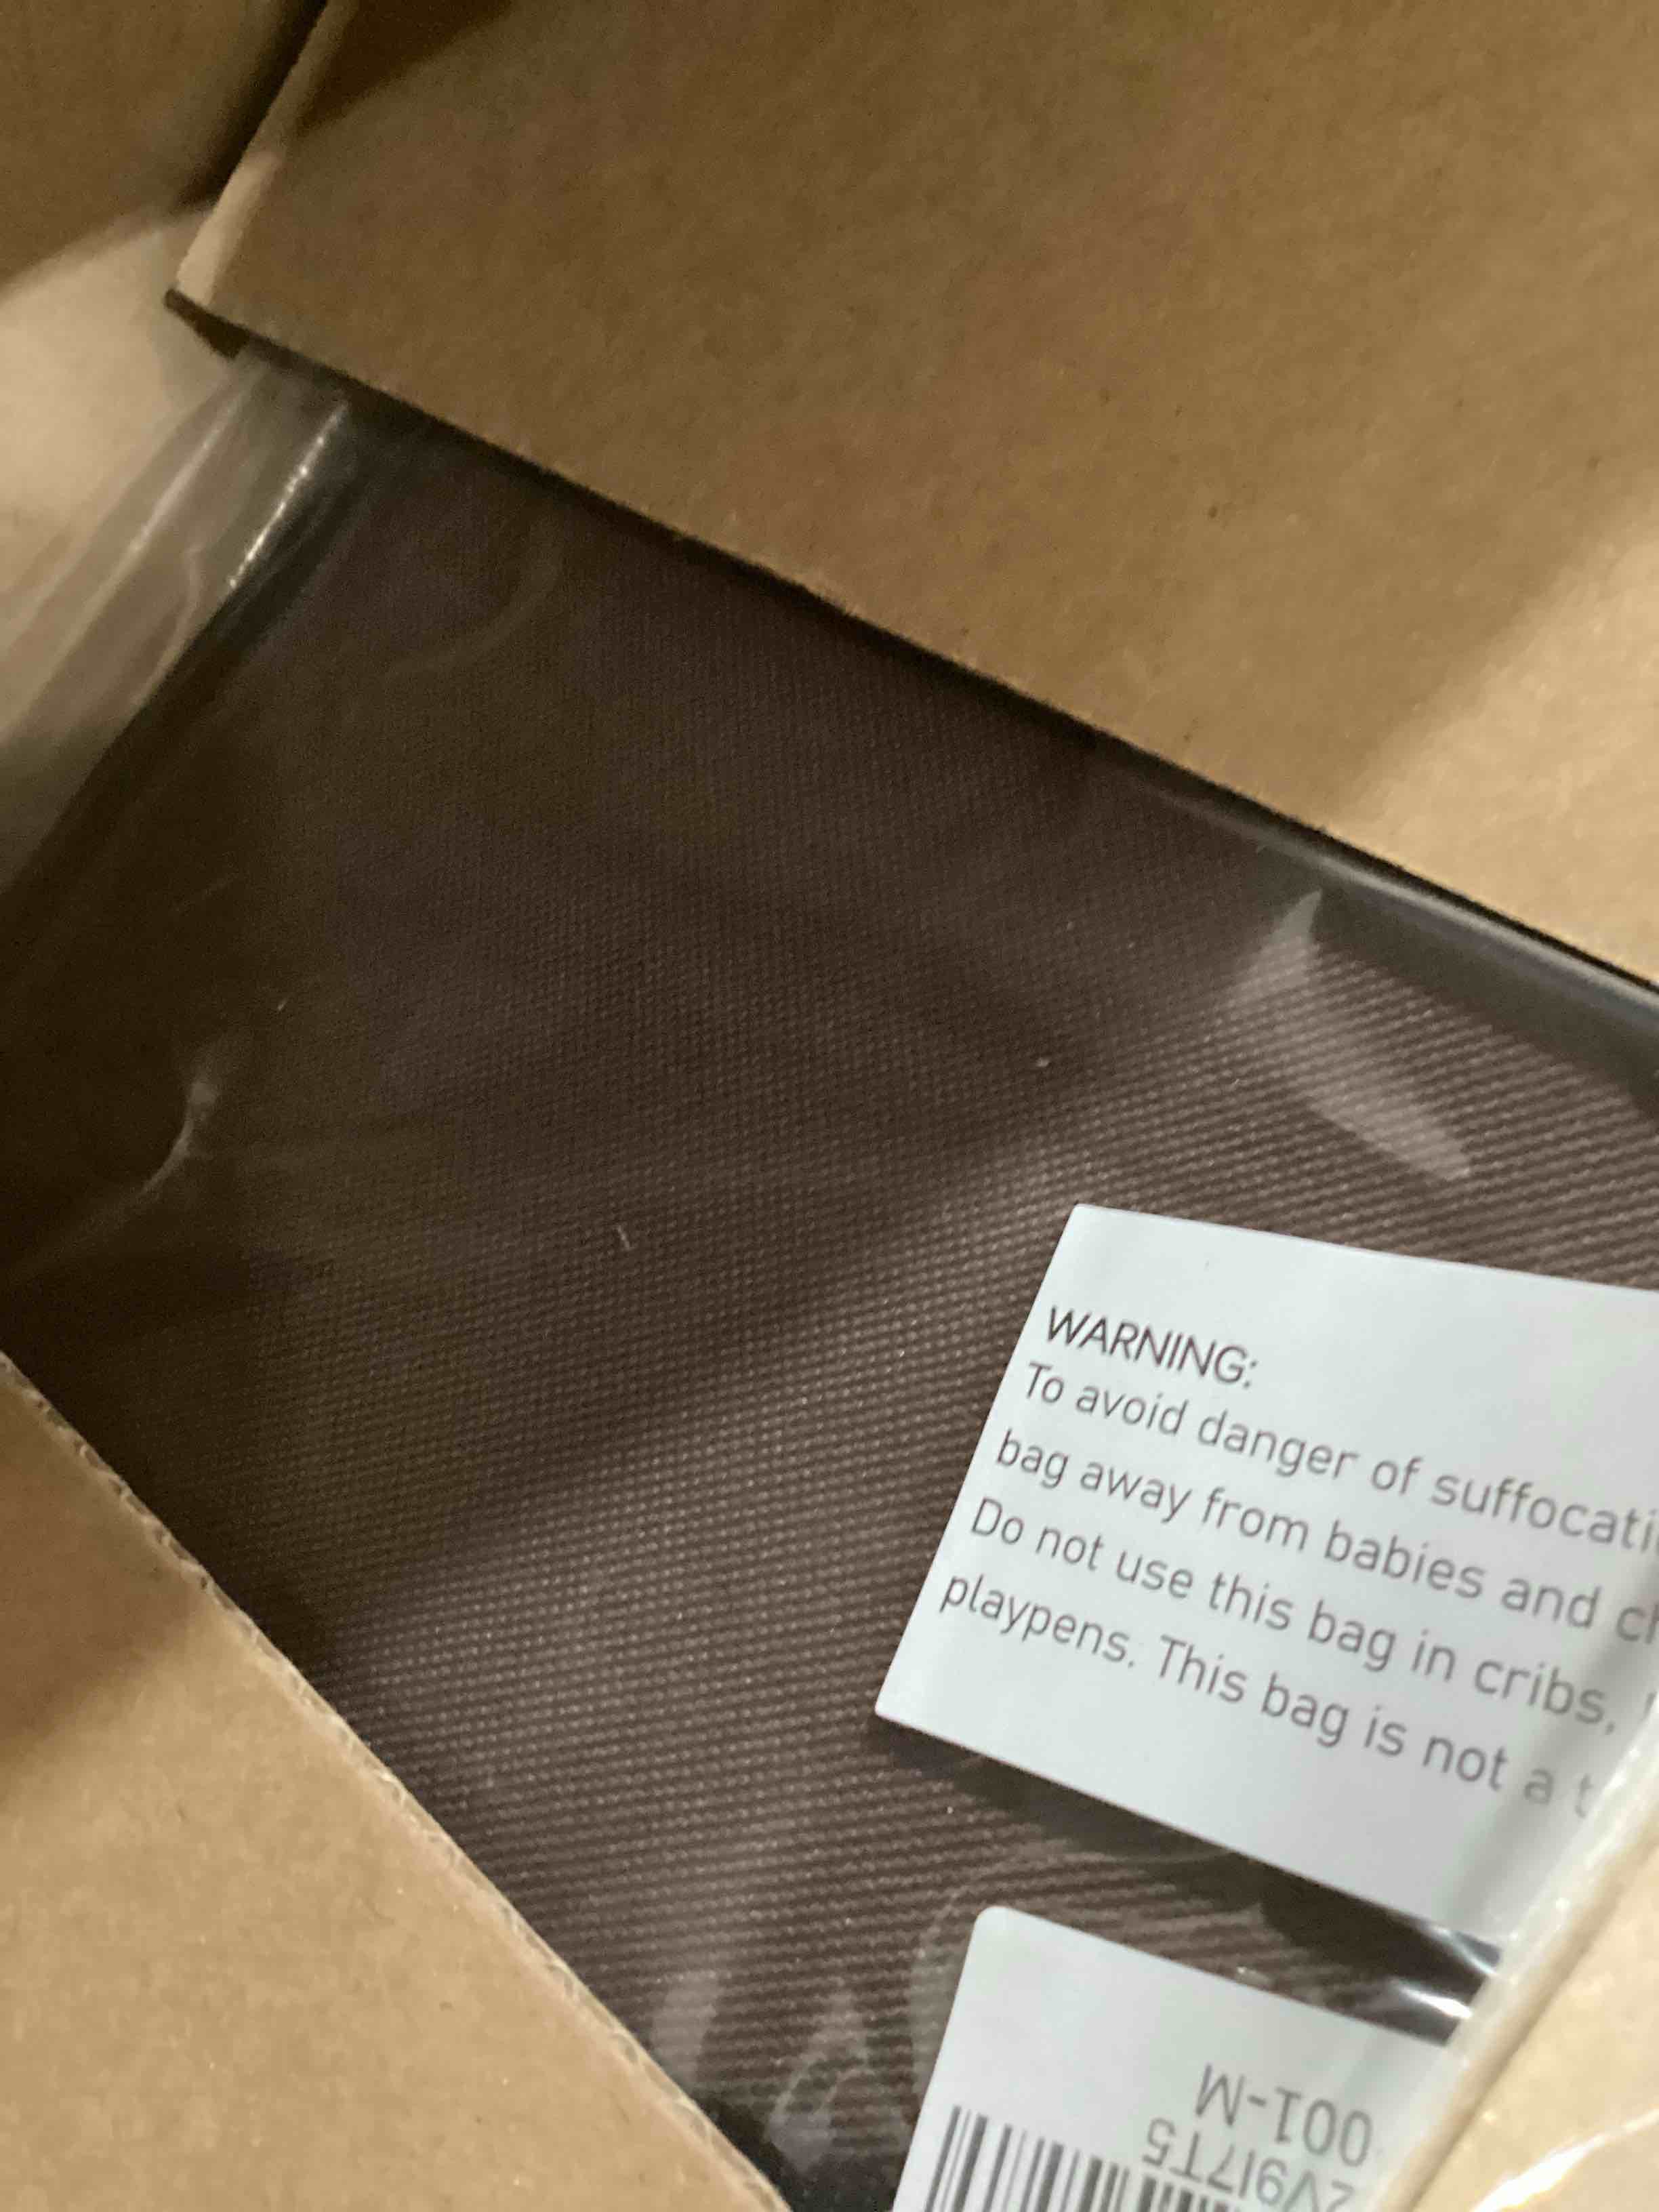 WARNING:
To avoid danger of suffocati
bag away from babies and c
Do not use this bag in cribs,
playpens. This bag is not a t
001-M
2V9I7T5